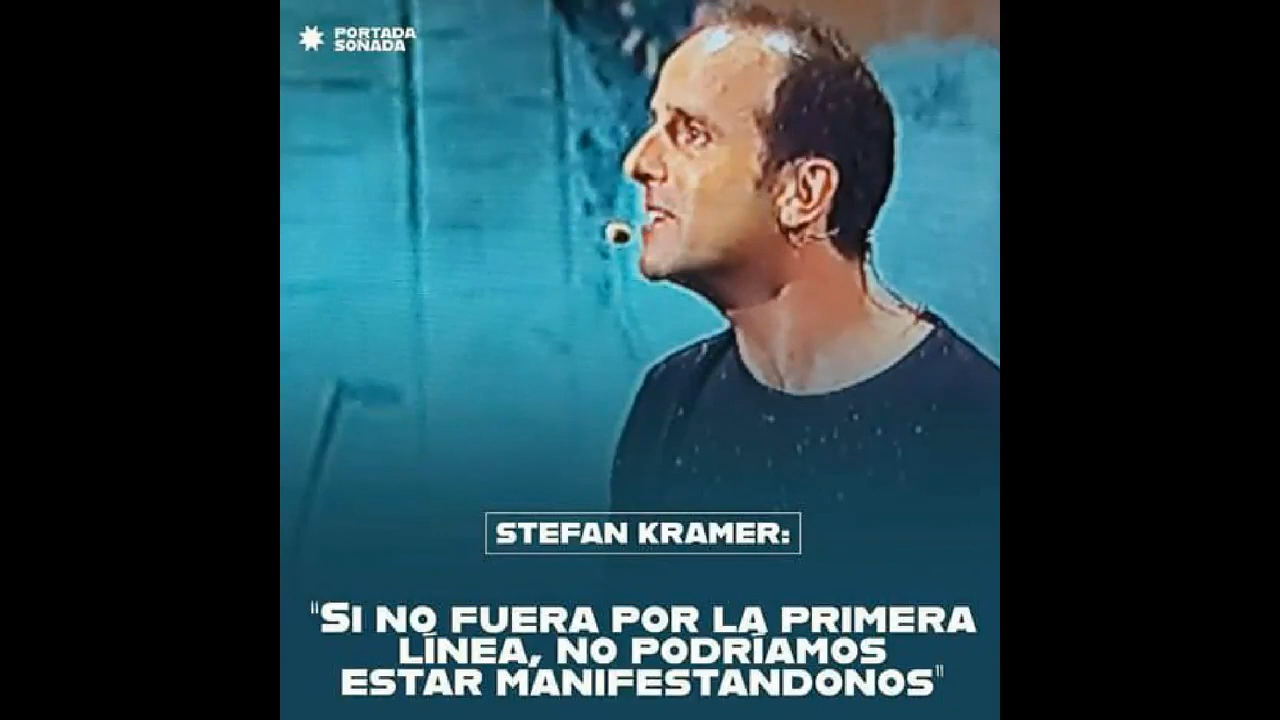 PORTADA
SOÑADA
STEFAN KRAMER:
"SI NO FUERA POR LA PRIMERA
LÍNEA, NO PODRÍAMOS
ESTAR MANIFESTANDONOS"